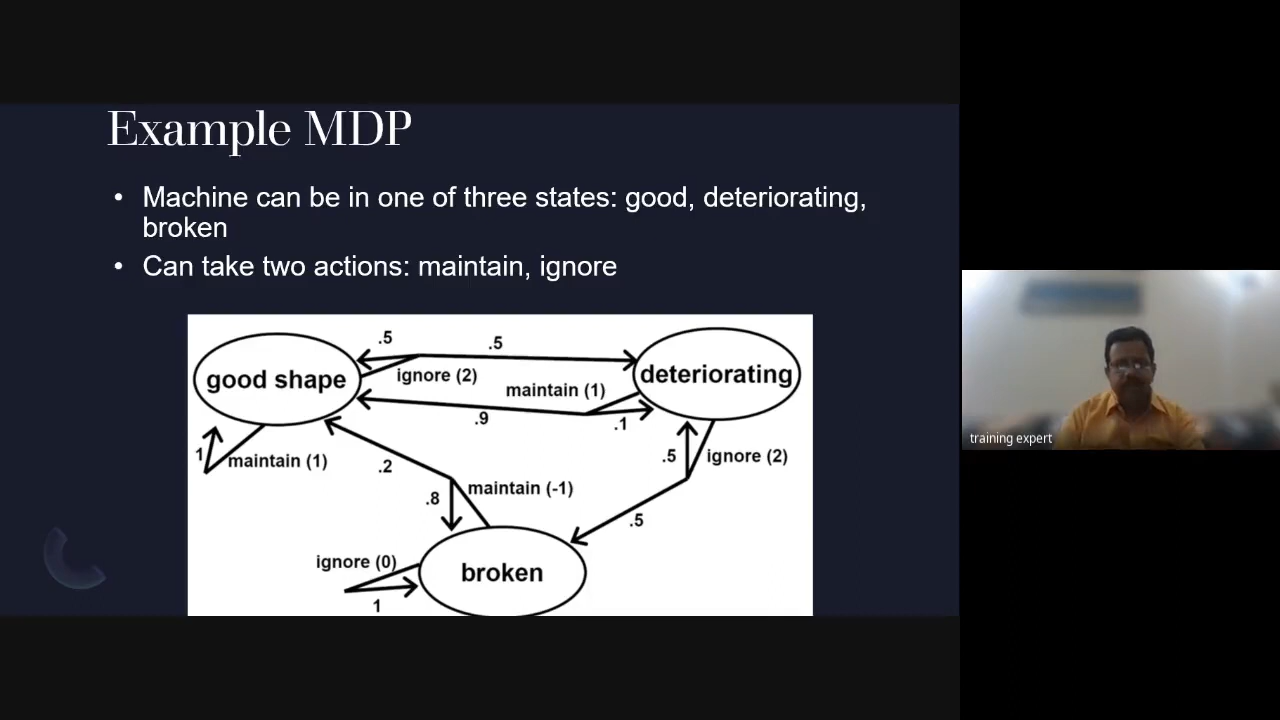 Example MDP
• Machine can be in one of three states: good, deteriorating,
broken
• Can take two actions: maintain, ignore
.5
.5
good shape
ignore (2)
deteriorating
maintain (1)
.9
.1
1
maintain (1)
.2
.5
ignore (2)
.8
maintain (-1)
.5
ignore (0)
broken
1
training expert